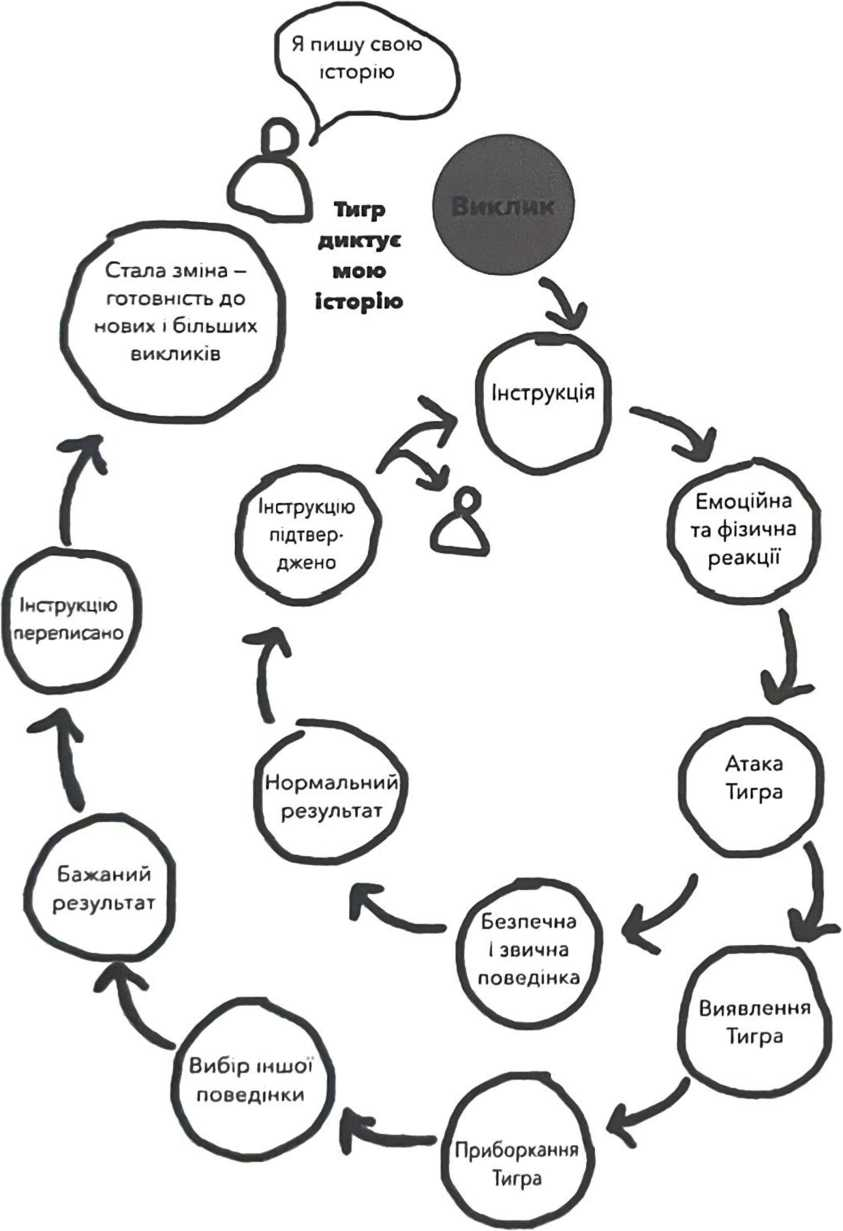 Я пишу свою
історію
Виклик
Тигр
диктує
мою
історію
Стала зміна –
готовність до
нових і більших
викликів
Інструкція
Емоційна
та фізична
реакції
Інструкцію
підтвер-
джено
Інструкцію
переписано
Атака
Тигра
Нормальний
результат
Бажаний
результат
Безпечна
і звична
поведінка
Виявлення
Тигра
Вибір іншої
поведінки
Приборкання
Тигра